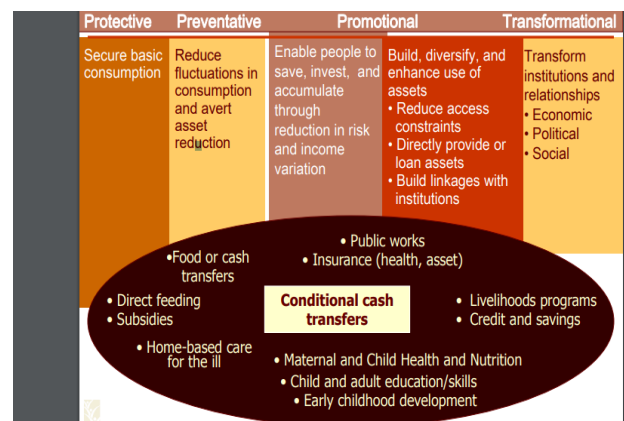 Protective Preventative Promotional Transformational
Secure basic
consumption
Reduce
fluctuations in
consumption
and avert
asset
reduction
Enable people to
save, invest, and
accumulate
through
reduction in risk
and income
variation
Build, diversify, and
enhance use of
assets
• Reduce access
constraints
• Directly provide or
loan assets
• Build linkages with
institutions
Transform
institutions and
relationships
• Economic
• Political
• Social
• Public works
• Insurance (health, asset)
•Food or cash
transfers
• Direct feeding
• Subsidies
Conditional cash
transfers
• Livelihoods programs
• Credit and savings
• Home-based care
for the ill
• Maternal and Child Health and Nutrition
• Child and adult education/skills
• Early childhood development